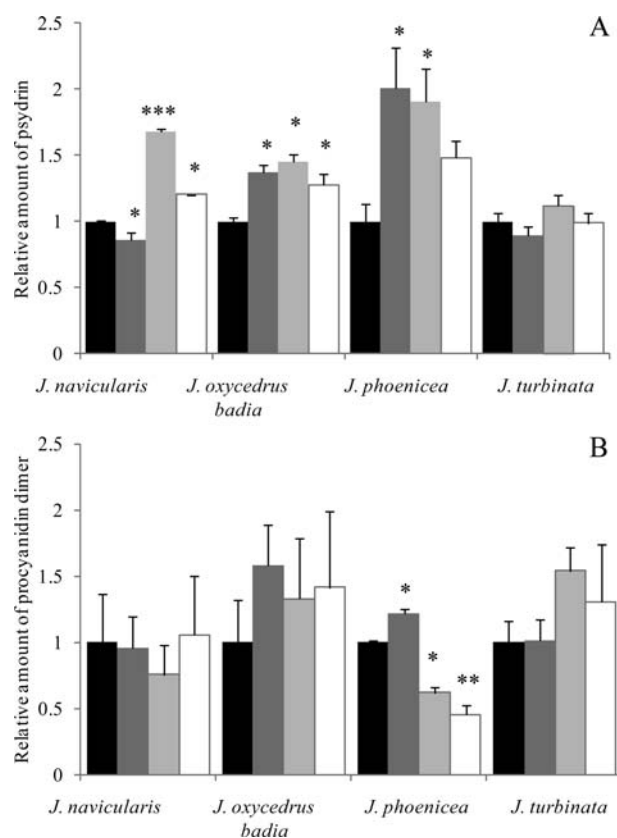 A
Relative amount of psydrin
2.5
2
1.5
1
0.5
0
*
***
*
*
*
*
*
*
J. navicularis
J. oxycedrus badia
J. phoenicea
J. turbinata
B
Relative amount of procyanidin dimer
2.5
2
1.5
1
0.5
0
*
*
**
J. navicularis
J. oxycedrus badia
J. phoenicea
J. turbinata